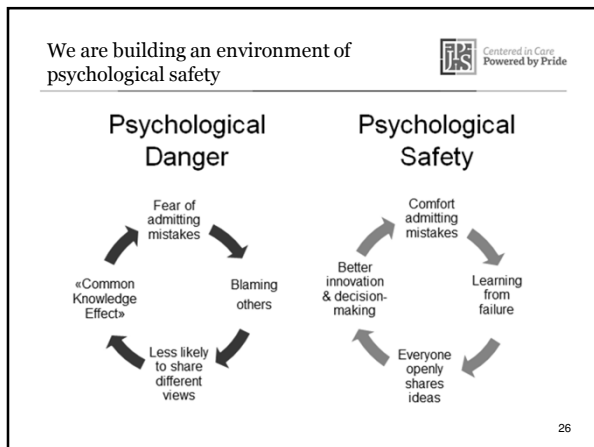 We are building an environment of
psychological safety
Centered in Care
Powered by Pride
Psychological
Danger
Fear of
admitting
mistakes
Blaming
others
Less likely
to share
different
views
«Common
Knowledge
Effect»
Psychological
Safety
Comfort
admitting
mistakes
Learning
from
failure
Everyone
openly
shares
ideas
Better
innovation
& decision-
making
26